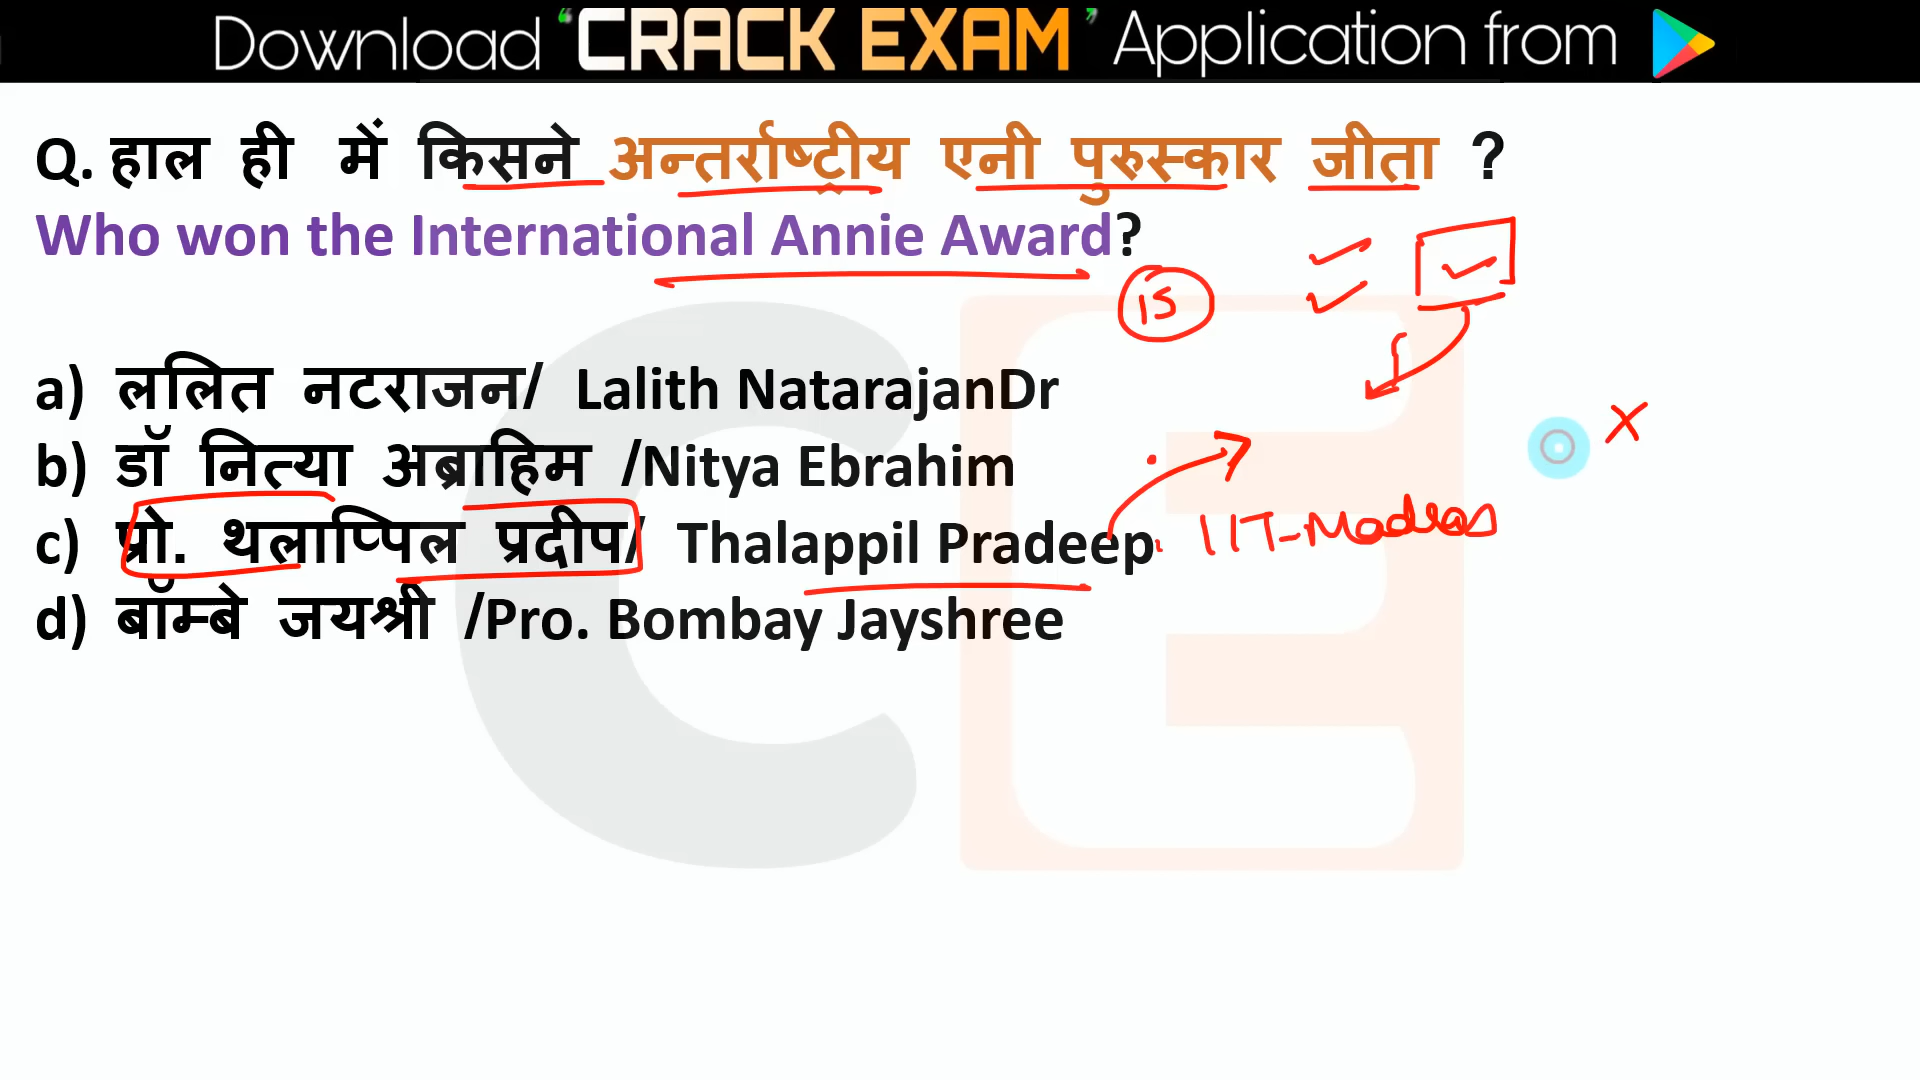 Download 'CRACK EXAM' Application from
Q. हाल ही में किसने अन्तर्राष्ट्रीय एनी पुरुस्कार जीता ?
Who won the International Annie Award?
15
a) ललित नटराजन/ Lalith NatarajanDr
b) डॉ नित्या अब्राहिम /Nitya Ebrahim
c) प्रो. थलाप्पिल प्रदीप/ Thalappil Pradeep. IIT-Madras
d) बॉम्बे जयश्री /Pro. Bombay Jayshree
CE